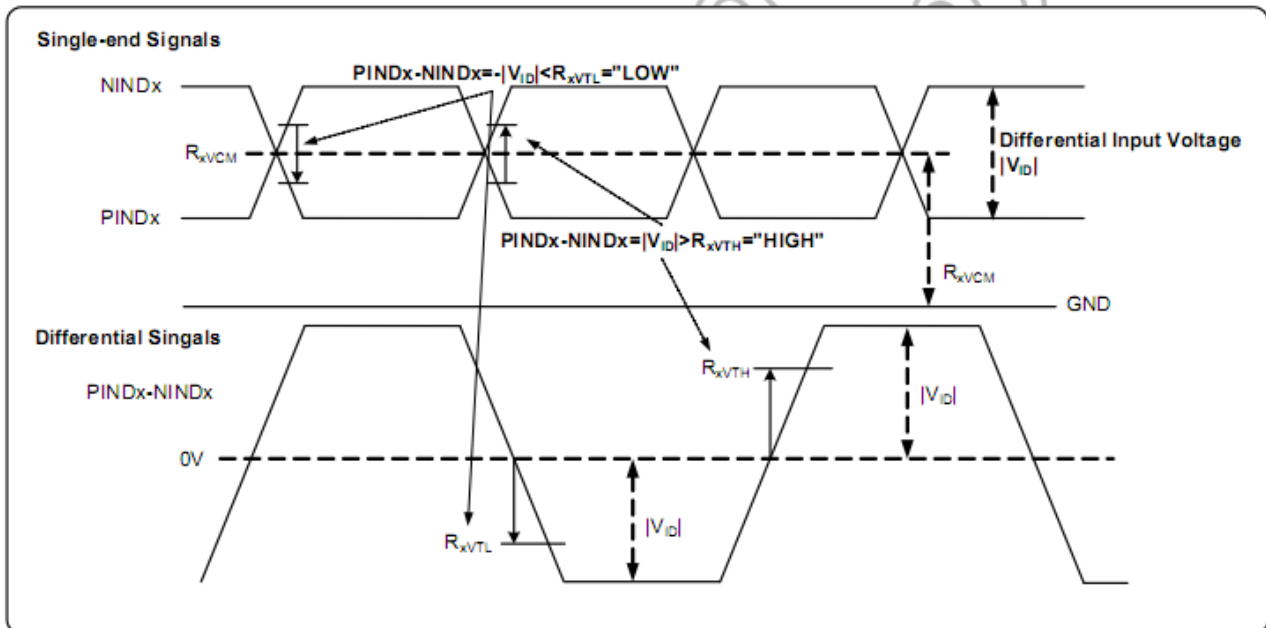 Single-end Signals
PINDx-NINDx=-|VID|<RxVTL="LOW"
NINDx
RxVCM
Differential Input Voltage
|VID|
PINDx
PINDx-NINDx=|VID|>RxVTH="HIGH"
RxVCM
GND
Differential Singals
RxVTH
PINDx-NINDx
|VID|
0V
|VID|
RxVTL